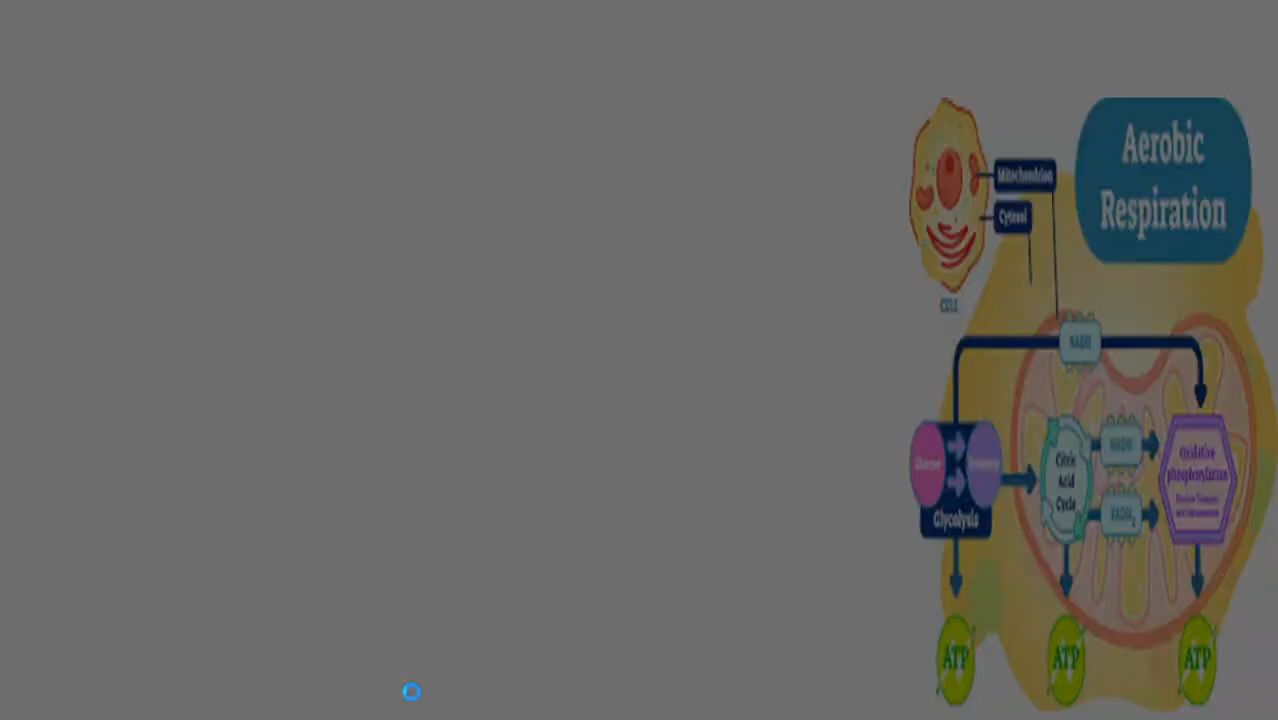 Aerobic
Respiration
Mitochondrion
Cytosol
CELL
NADH
Citric
Acid
Cycle
NADH
FADH2
Oxidative
phosphorylation
Glycolysis
ATP
ATP
ATP